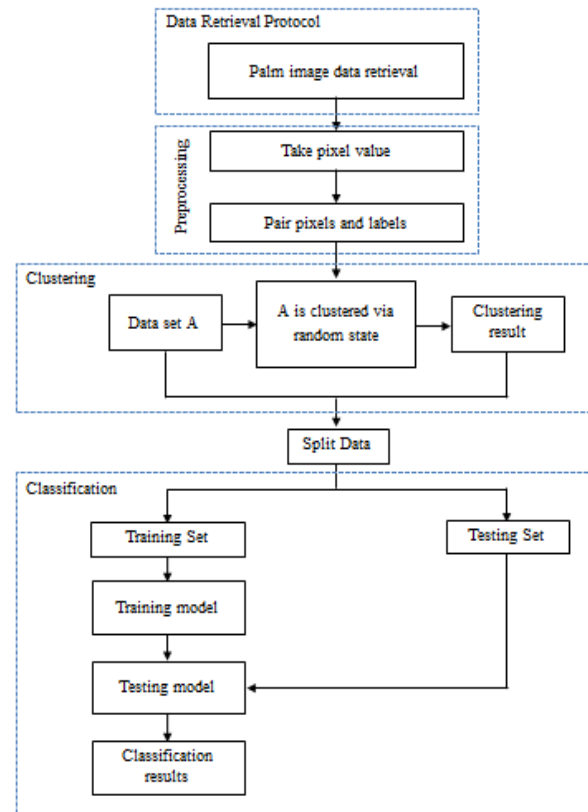 Data Retrieval Protocol
Palm image data retrieval
Preprocessing
Take pixel value
Pair pixels and labels
Clustering
Data set A
A is clustered via
random state
Clustering
result
Split Data
Classification
Training Set
Testing Set
Training model
Testing model
Classification
results